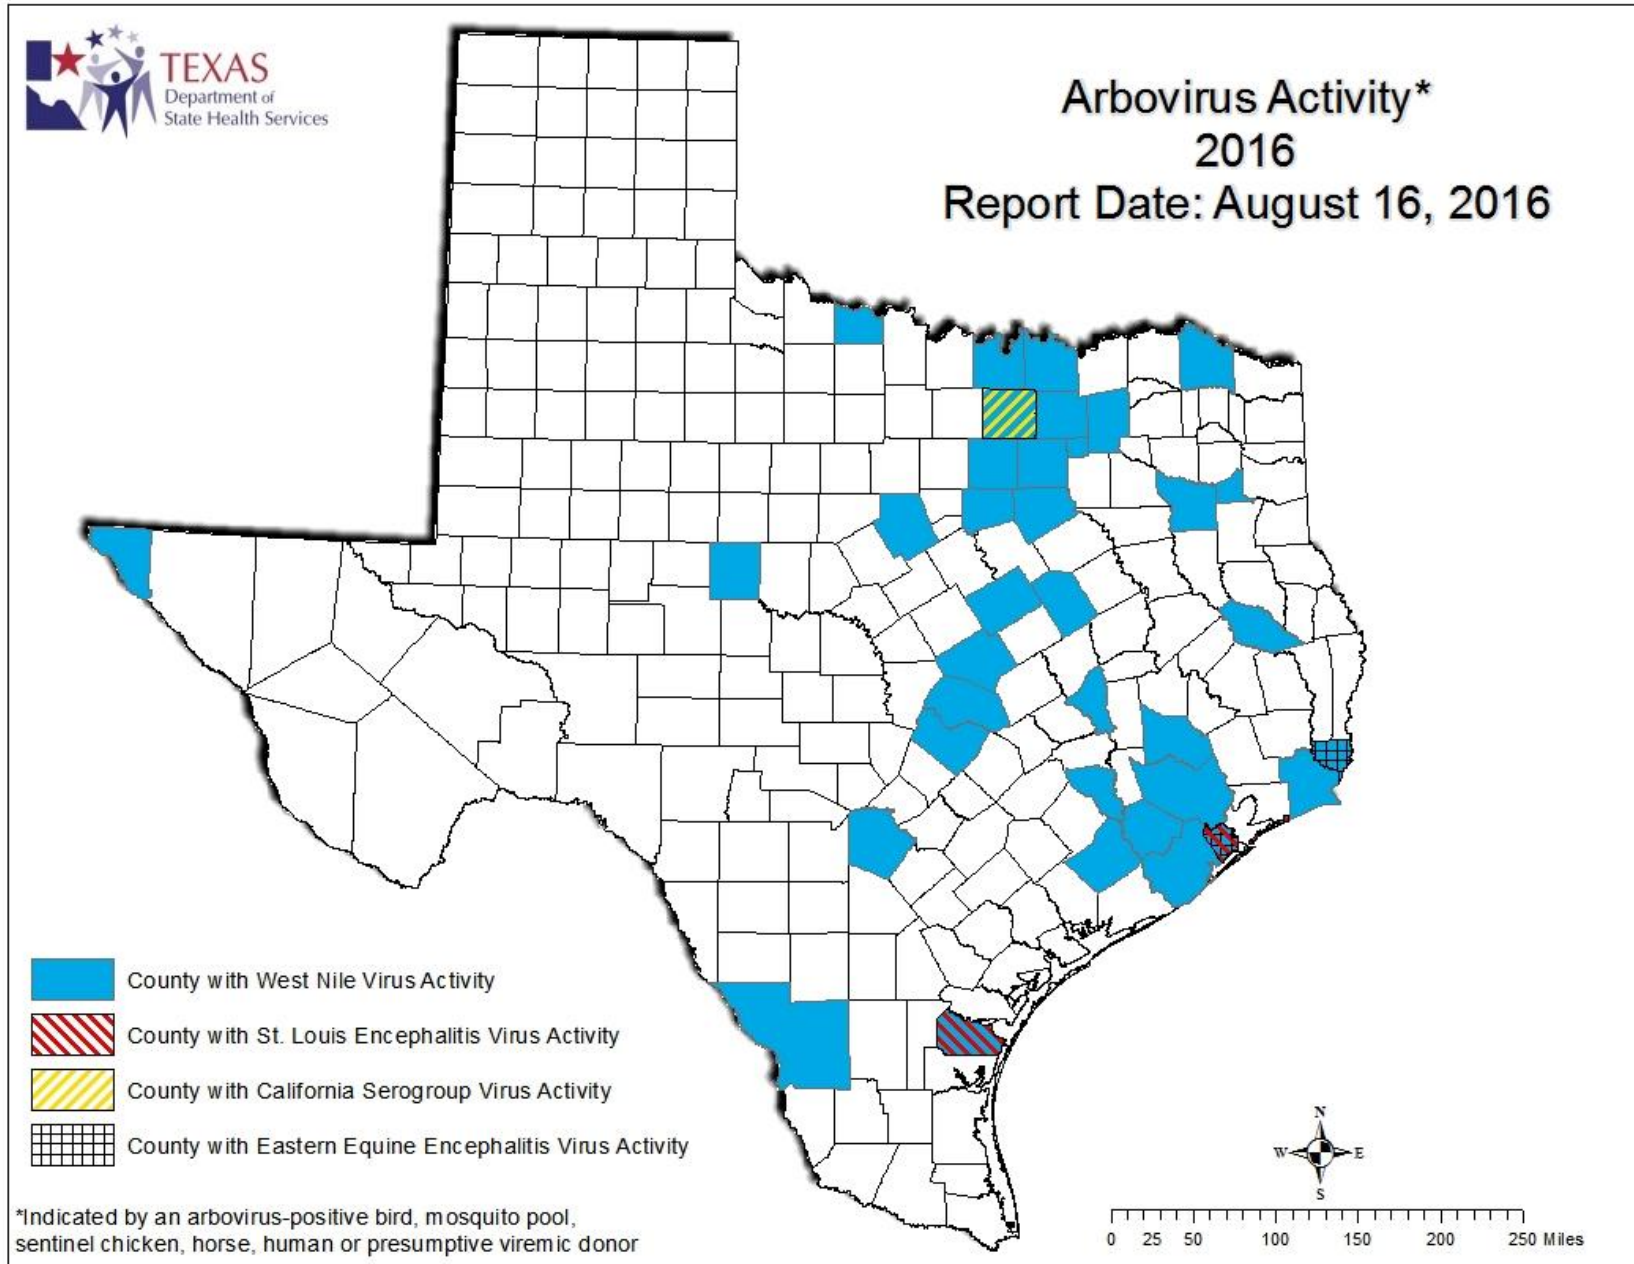 TEXAS
Department of
State Health Services
Arbovirus Activity*
2016
Report Date: August 16, 2016
County with West Nile Virus Activity
County with St. Louis Encephalitis Virus Activity
County with California Serogroup Virus Activity
County with Eastern Equine Encephalitis Virus Activity
*Indicated by an arbovirus-positive bird, mosquito pool,
sentinel chicken, horse, human or presumptive viremic donor
N
W E
S
0 25 50 100 150 200 250 Miles